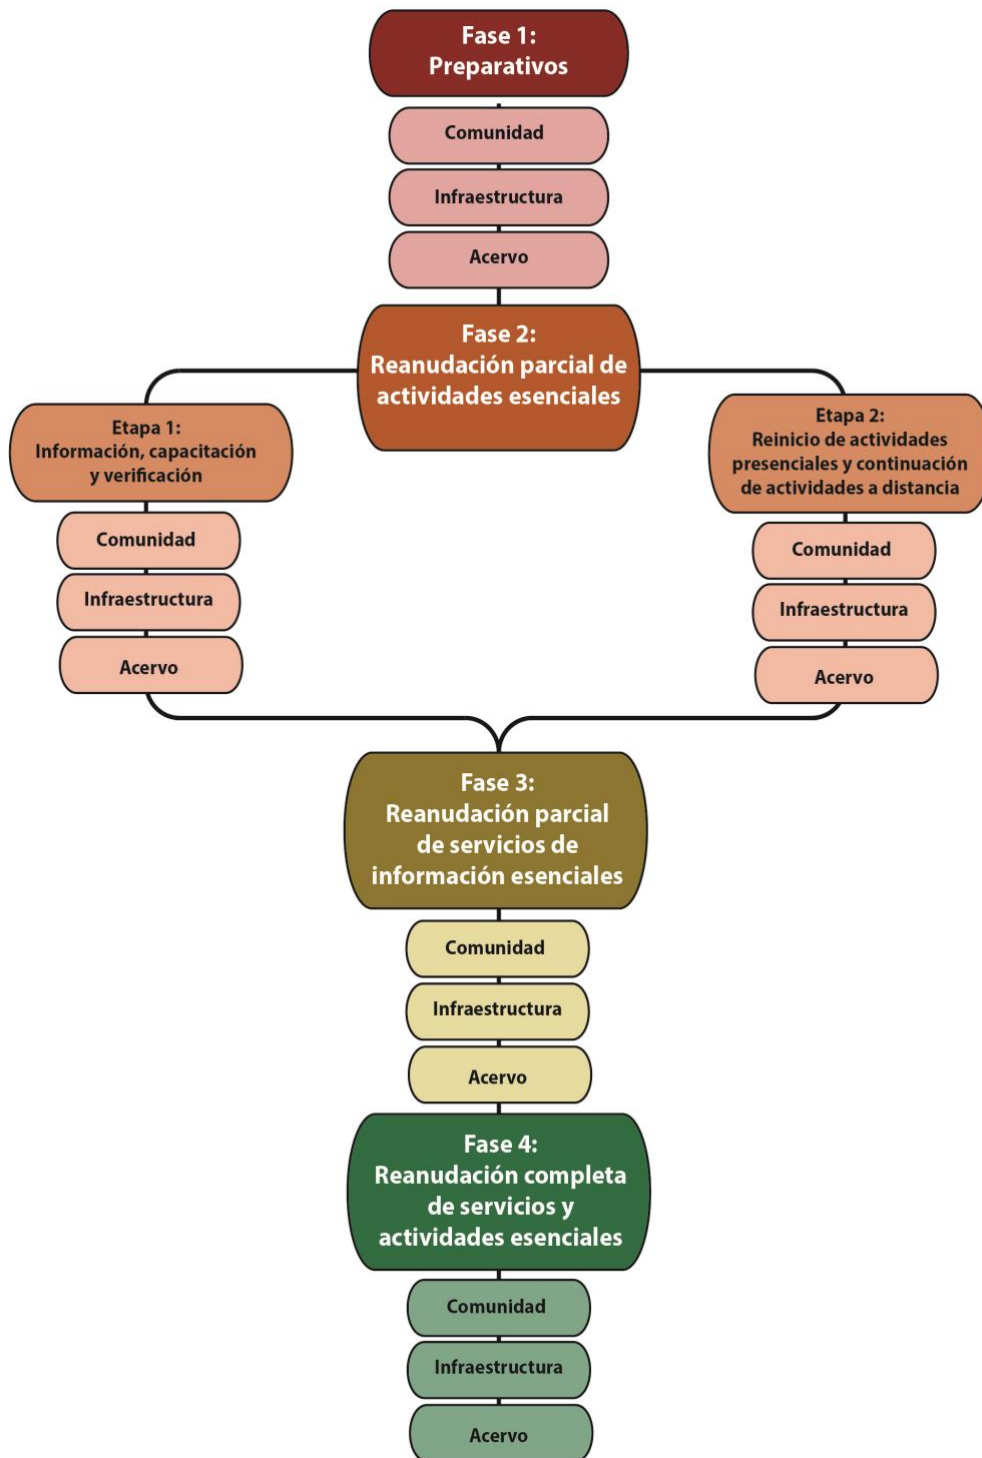 Fase 1:
Preparativos
Comunidad
Infraestructura
Acervo
Fase 2:
Reanudación parcial de
actividades esenciales
Etapa 1:
Información, capacitación
y verificación
Comunidad
Infraestructura
Acervo
Etapa 2:
Reinicio de actividades
presenciales y continuación
de actividades a distancia
Comunidad
Infraestructura
Acervo
Fase 3:
Reanudación parcial
de servicios de
información esenciales
Comunidad
Infraestructura
Acervo
Fase 4:
Reanudación completa
de servicios y
actividades esenciales
Comunidad
Infraestructura
Acervo